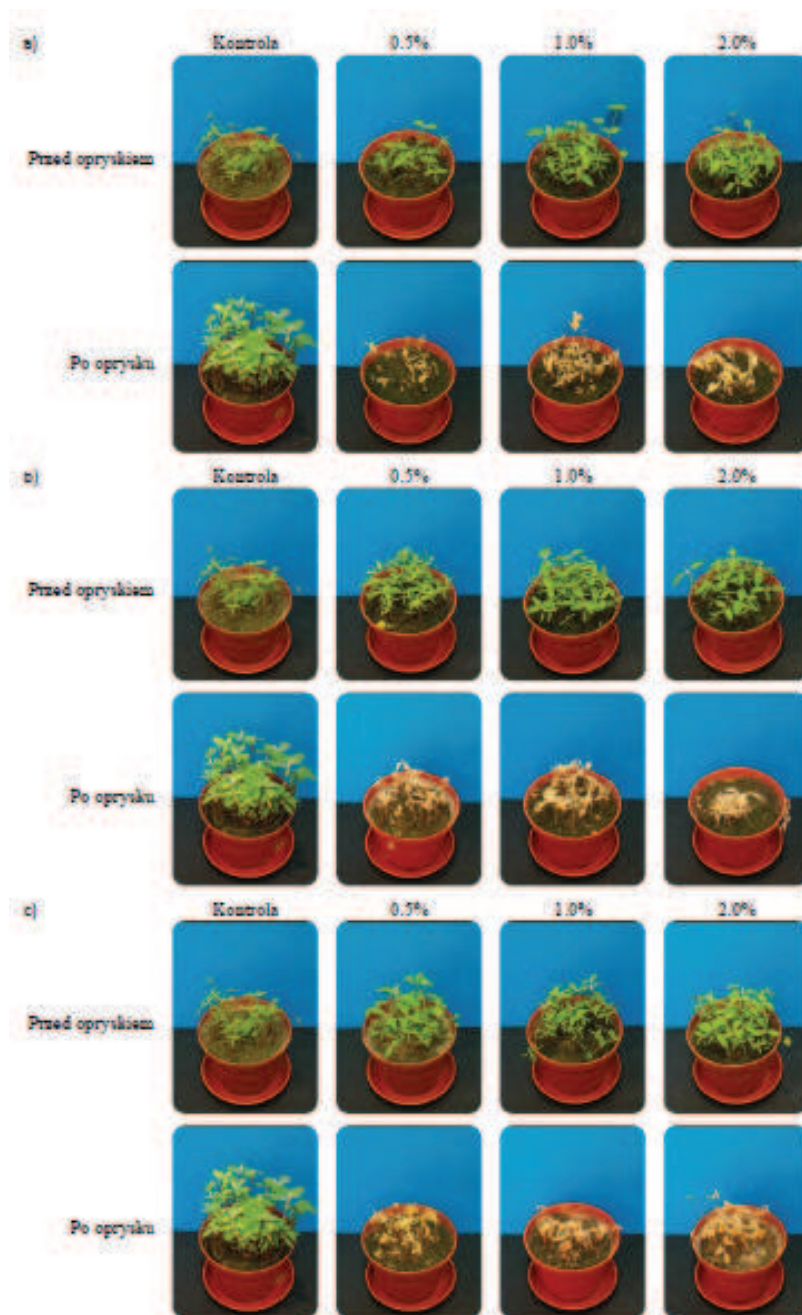 a) Kontrola 0.5% 1.0% 2.0%
Przed opryskiem
Po oprysku
b) Kontrola 0.5% 1.0% 2.0%
Przed opryskiem
Po oprysku
c) Kontrola 0.5% 1.0% 2.0%
Przed opryskiem
Po oprysku